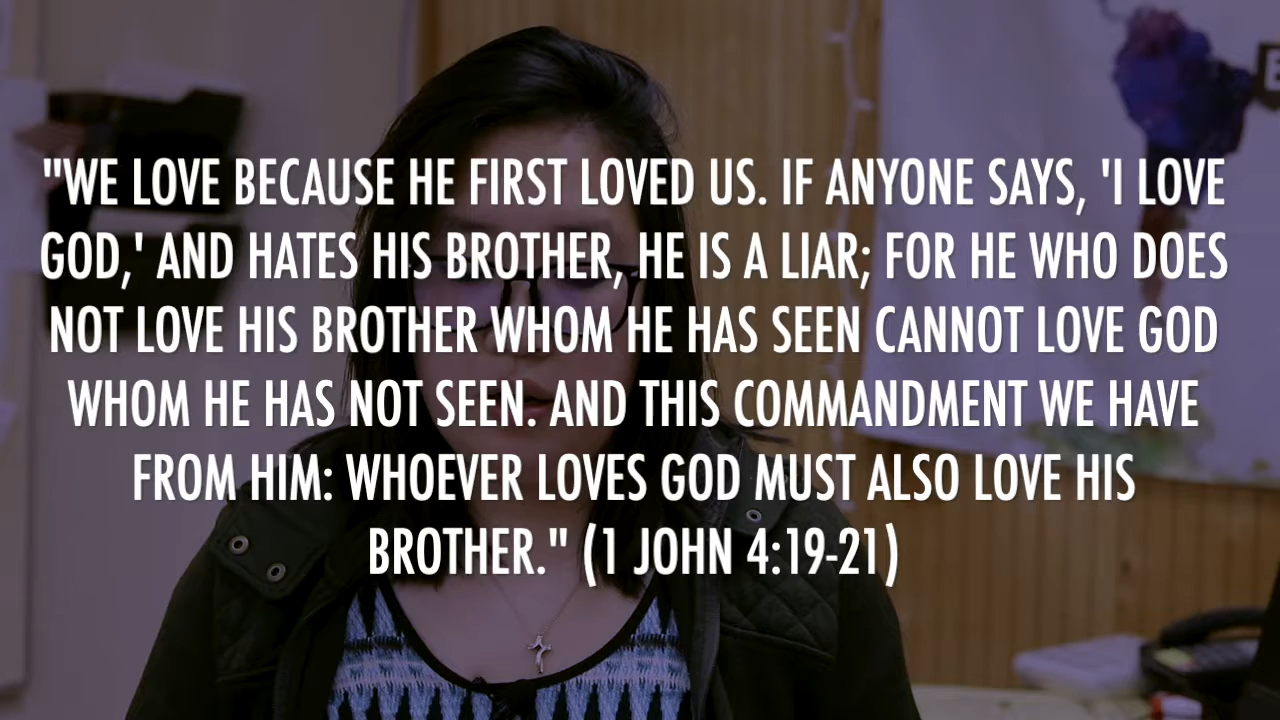 "WE LOVE BECAUSE HE FIRST LOVED US. IF ANYONE SAYS, 'I LOVE
GOD,' AND HATES HIS BROTHER, HE IS A LIAR; FOR HE WHO DOES
NOT LOVE HIS BROTHER WHOM HE HAS SEEN CANNOT LOVE GOD
WHOM HE HAS NOT SEEN. AND THIS COMMANDMENT WE HAVE
FROM HIM: WHOEVER LOVES GOD MUST ALSO LOVE HIS
BROTHER." (1 JOHN 4:19-21)